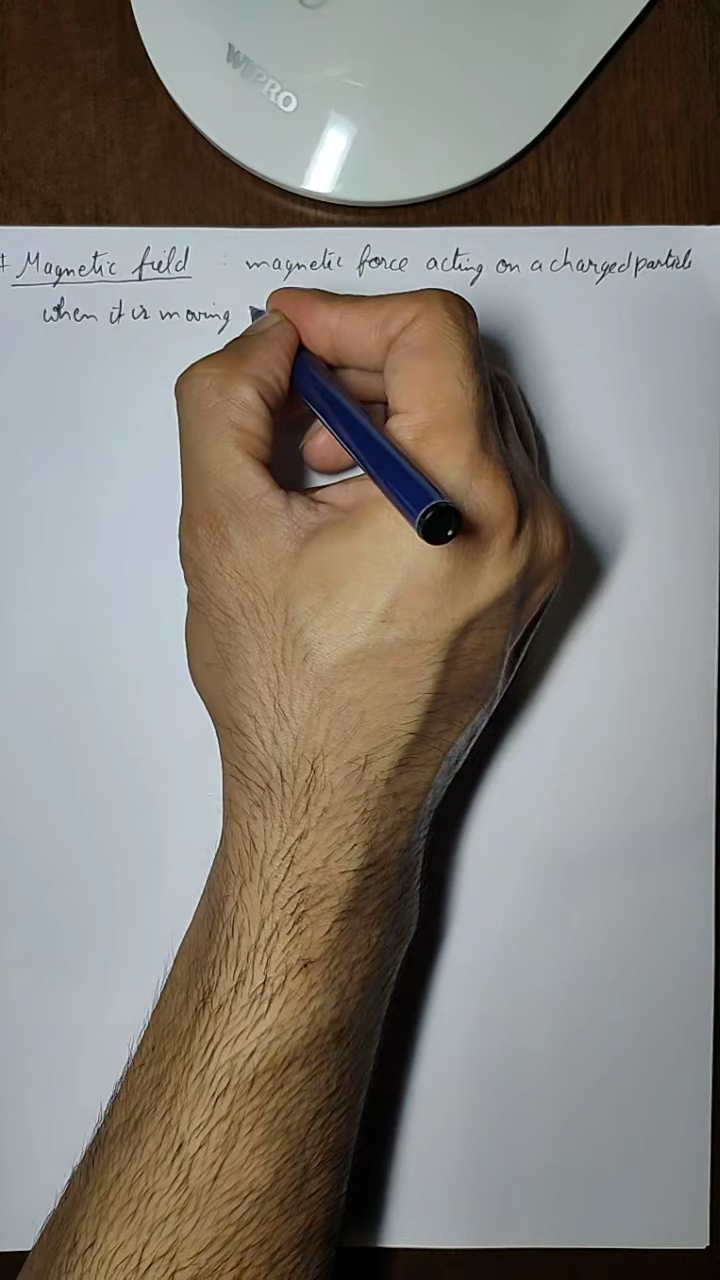 WIPRO
# Magnetic field : magnetic force acting on a charged particle
when it is moving